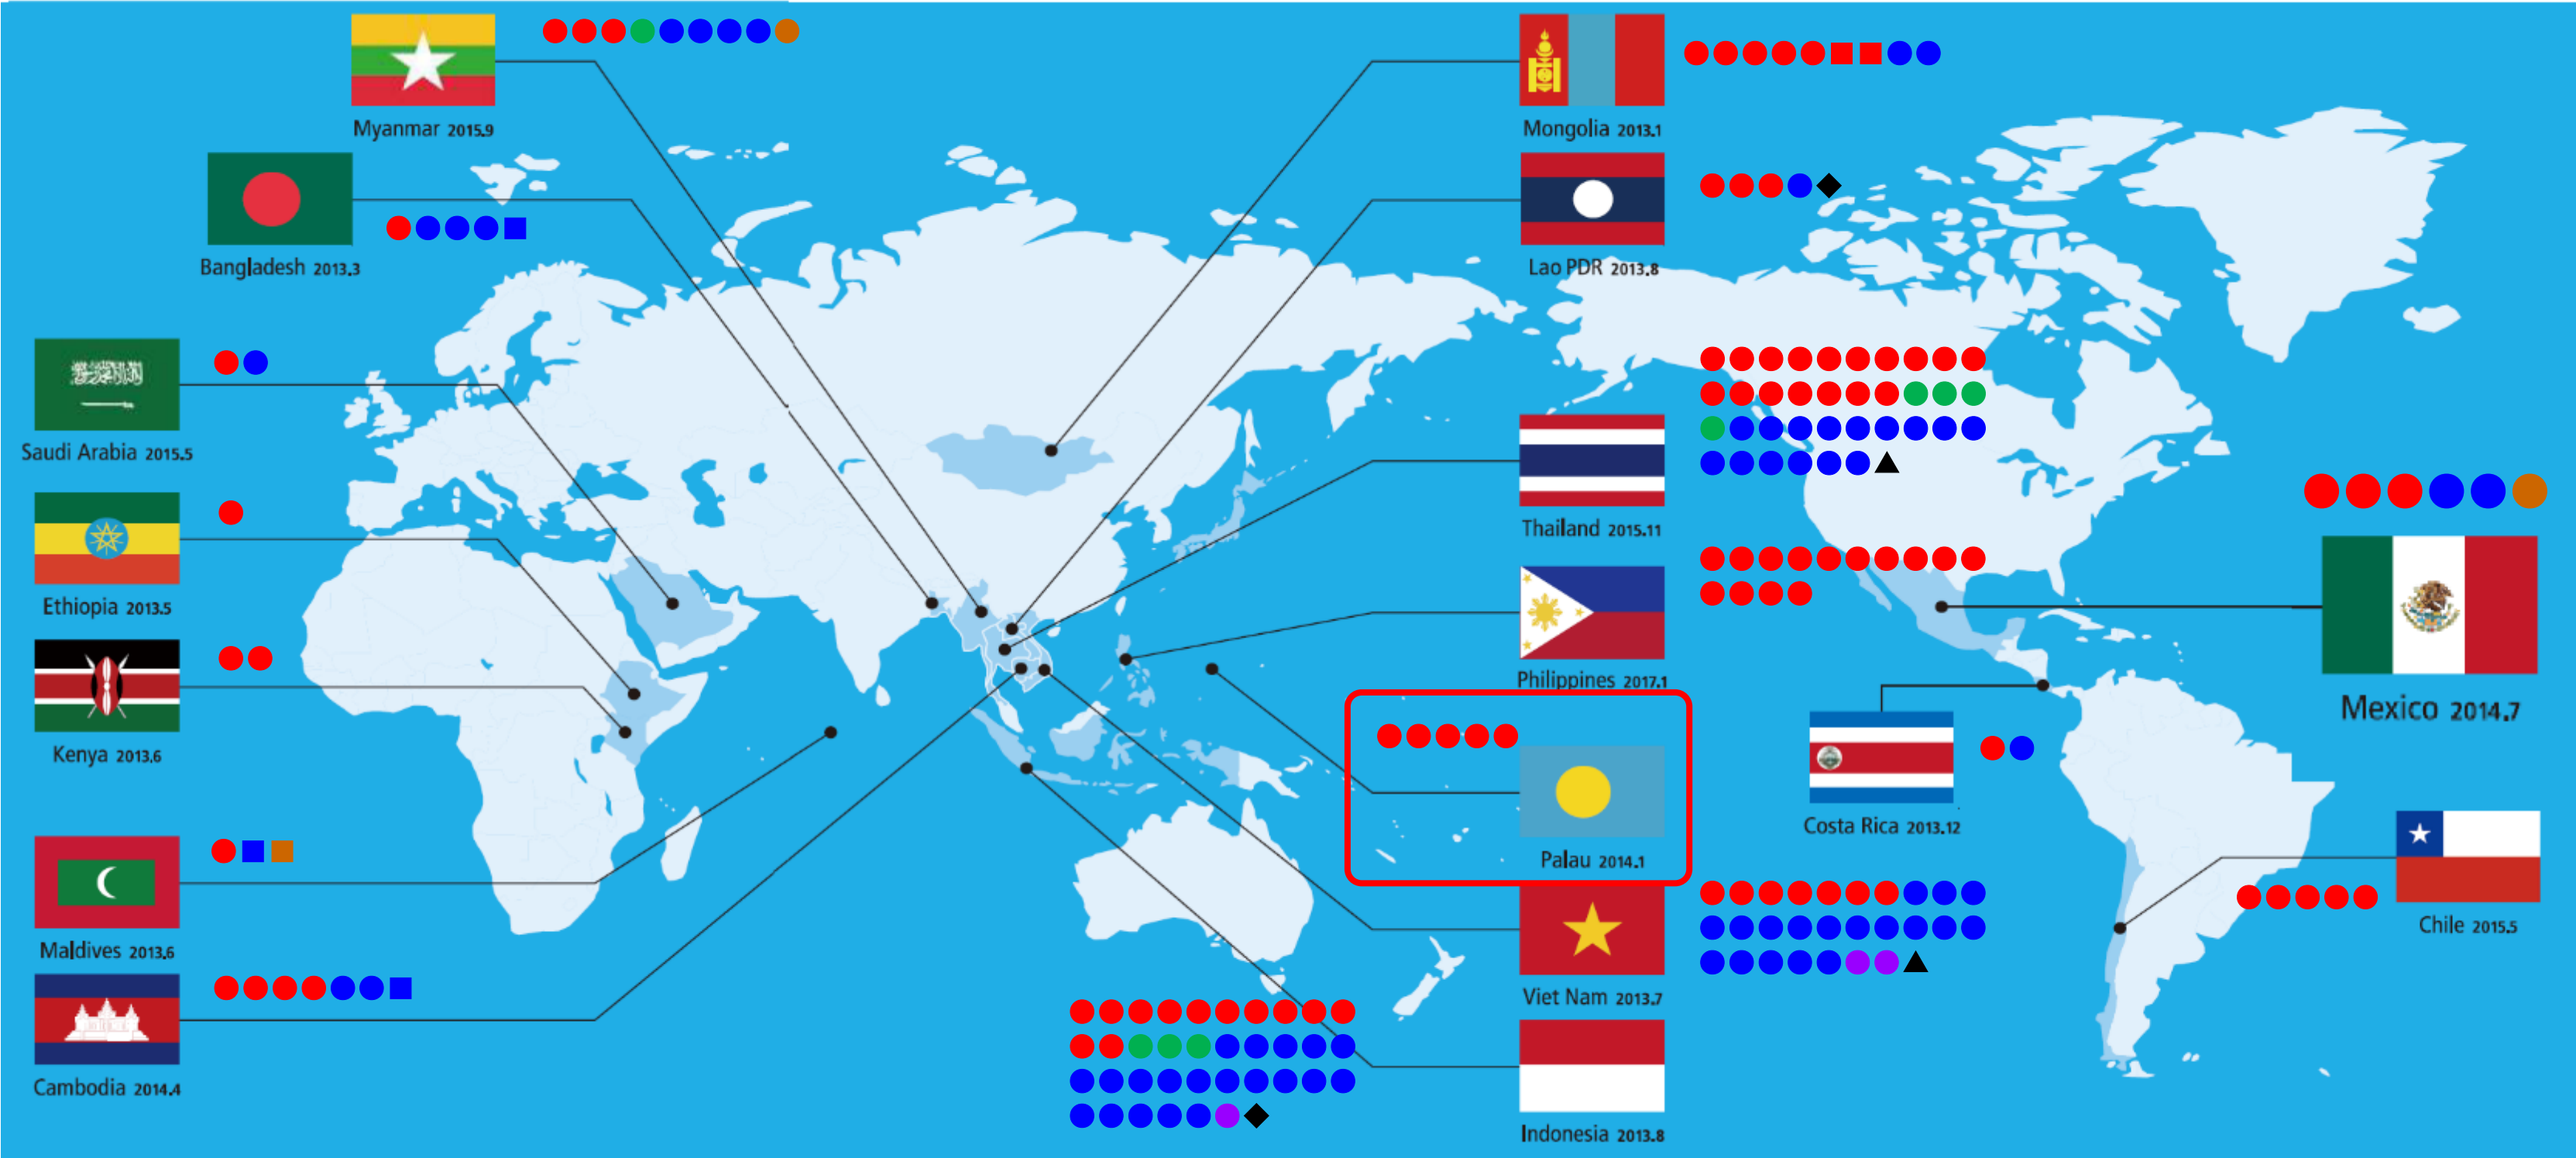 Myanmar 2015.9
Mongolia 2013.1
Bangladesh 2013.3
Lao PDR 2013.8
Saudi Arabia 2015.5
Thailand 2015.11
Ethiopia 2013.5
Philippines 2017.1
Mexico 2014.7
Kenya 2013.6
Costa Rica 2013.12
Palau 2014.1
Chile 2015.5
Maldives 2013.6
Viet Nam 2013.7
Cambodia 2014.4
Indonesia 2013.8